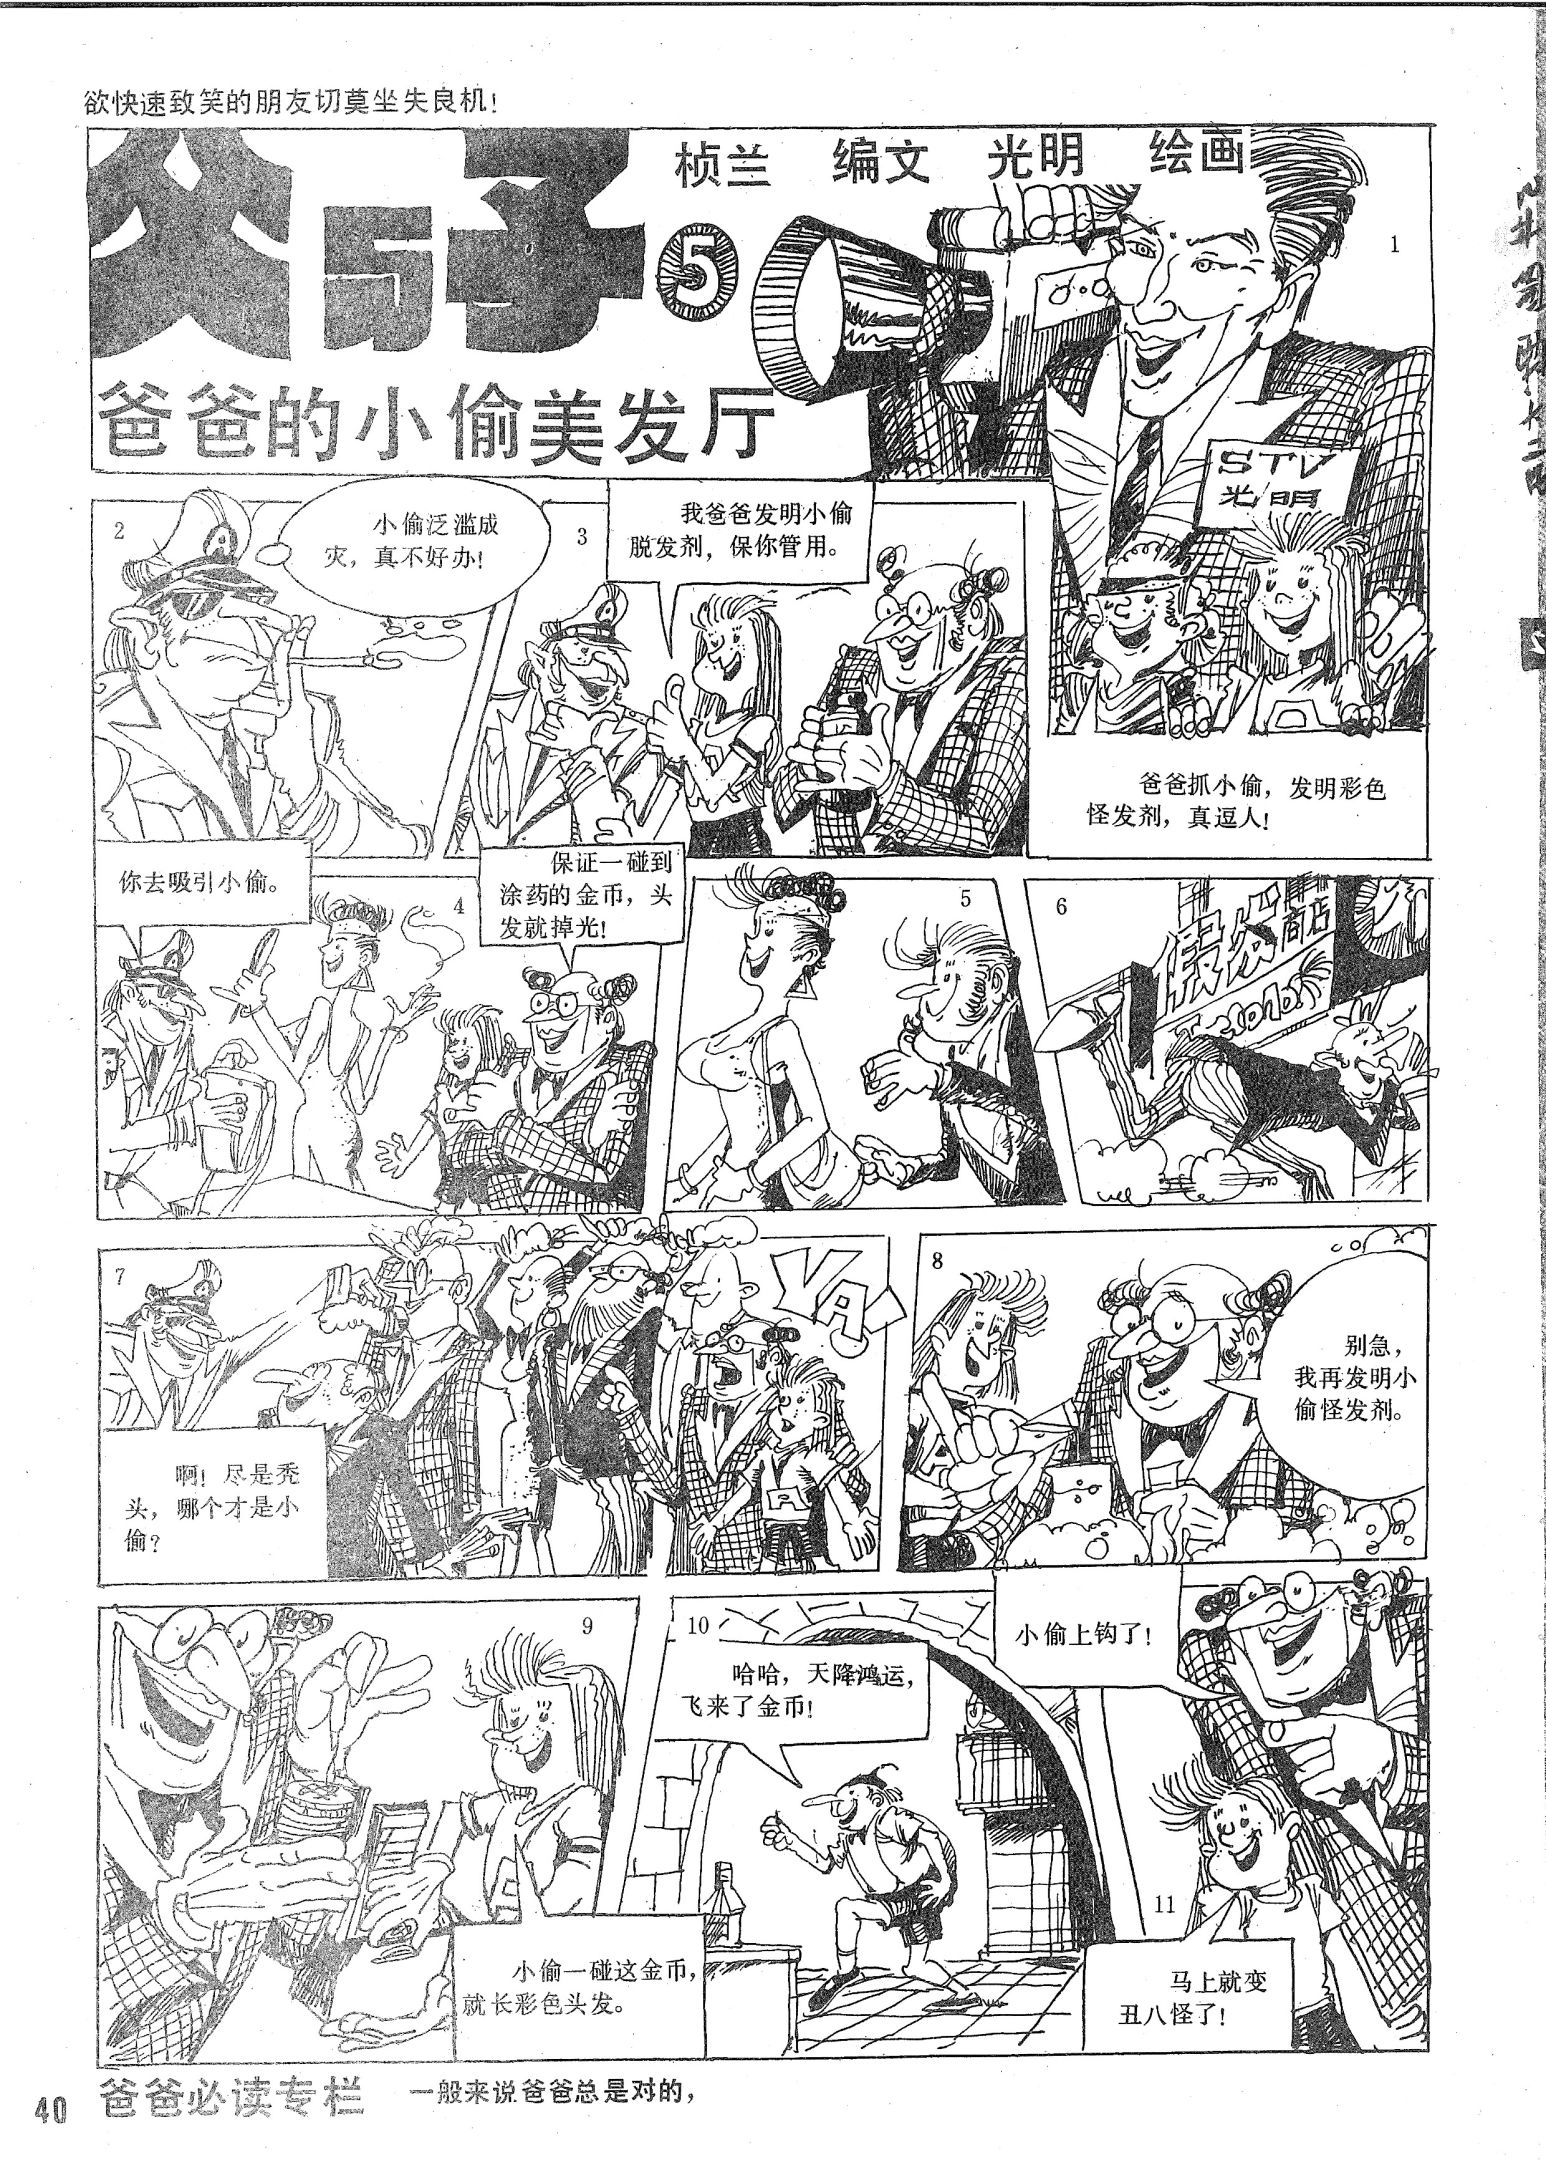 欲快速致笑的朋友切莫坐失良机！
父与子
桢兰 编文 光明 绘画
5
爸爸的小偷美发厅
1
STV
光明
爸爸抓小偷，发明彩色
怪发剂，真逗人！
2
小偷泛滥成
灾，真不好办！
3
我爸爸发明小偷
脱发剂，保你管用。
4
你去吸引小偷。
保证一碰到
涂药的金币，头
发就掉光！
5
6
假发商店
7
YA!
啊！尽是秃
头，哪个才是小
偷？
8
别急，
我再发明小
偷怪发剂。
9
小偷一碰这金币，
就长彩色头发。
10
哈哈，天降鸿运，
飞来了金币！
小偷上钩了！
11
马上就变
丑八怪了！
40
爸爸必读专栏
一般来说爸爸总是对的，